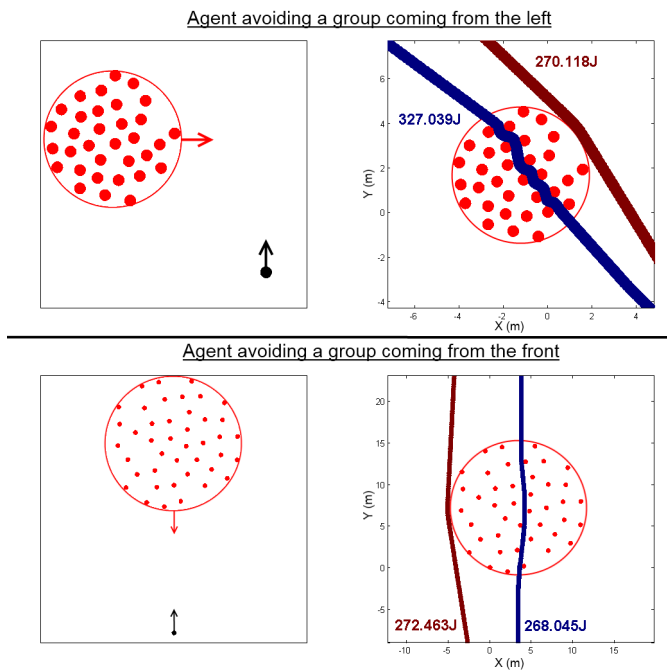 Agent avoiding a group coming from the left
270.118J
327.039J
6
4
2
0
-2
-4
Y (m)
-6
-4
-2
0
2
4
X (m)
Agent avoiding a group coming from the front
20
15
10
5
0
-5
Y (m)
272.463J
268.045J
-10
-5
0
5
10
15
X (m)